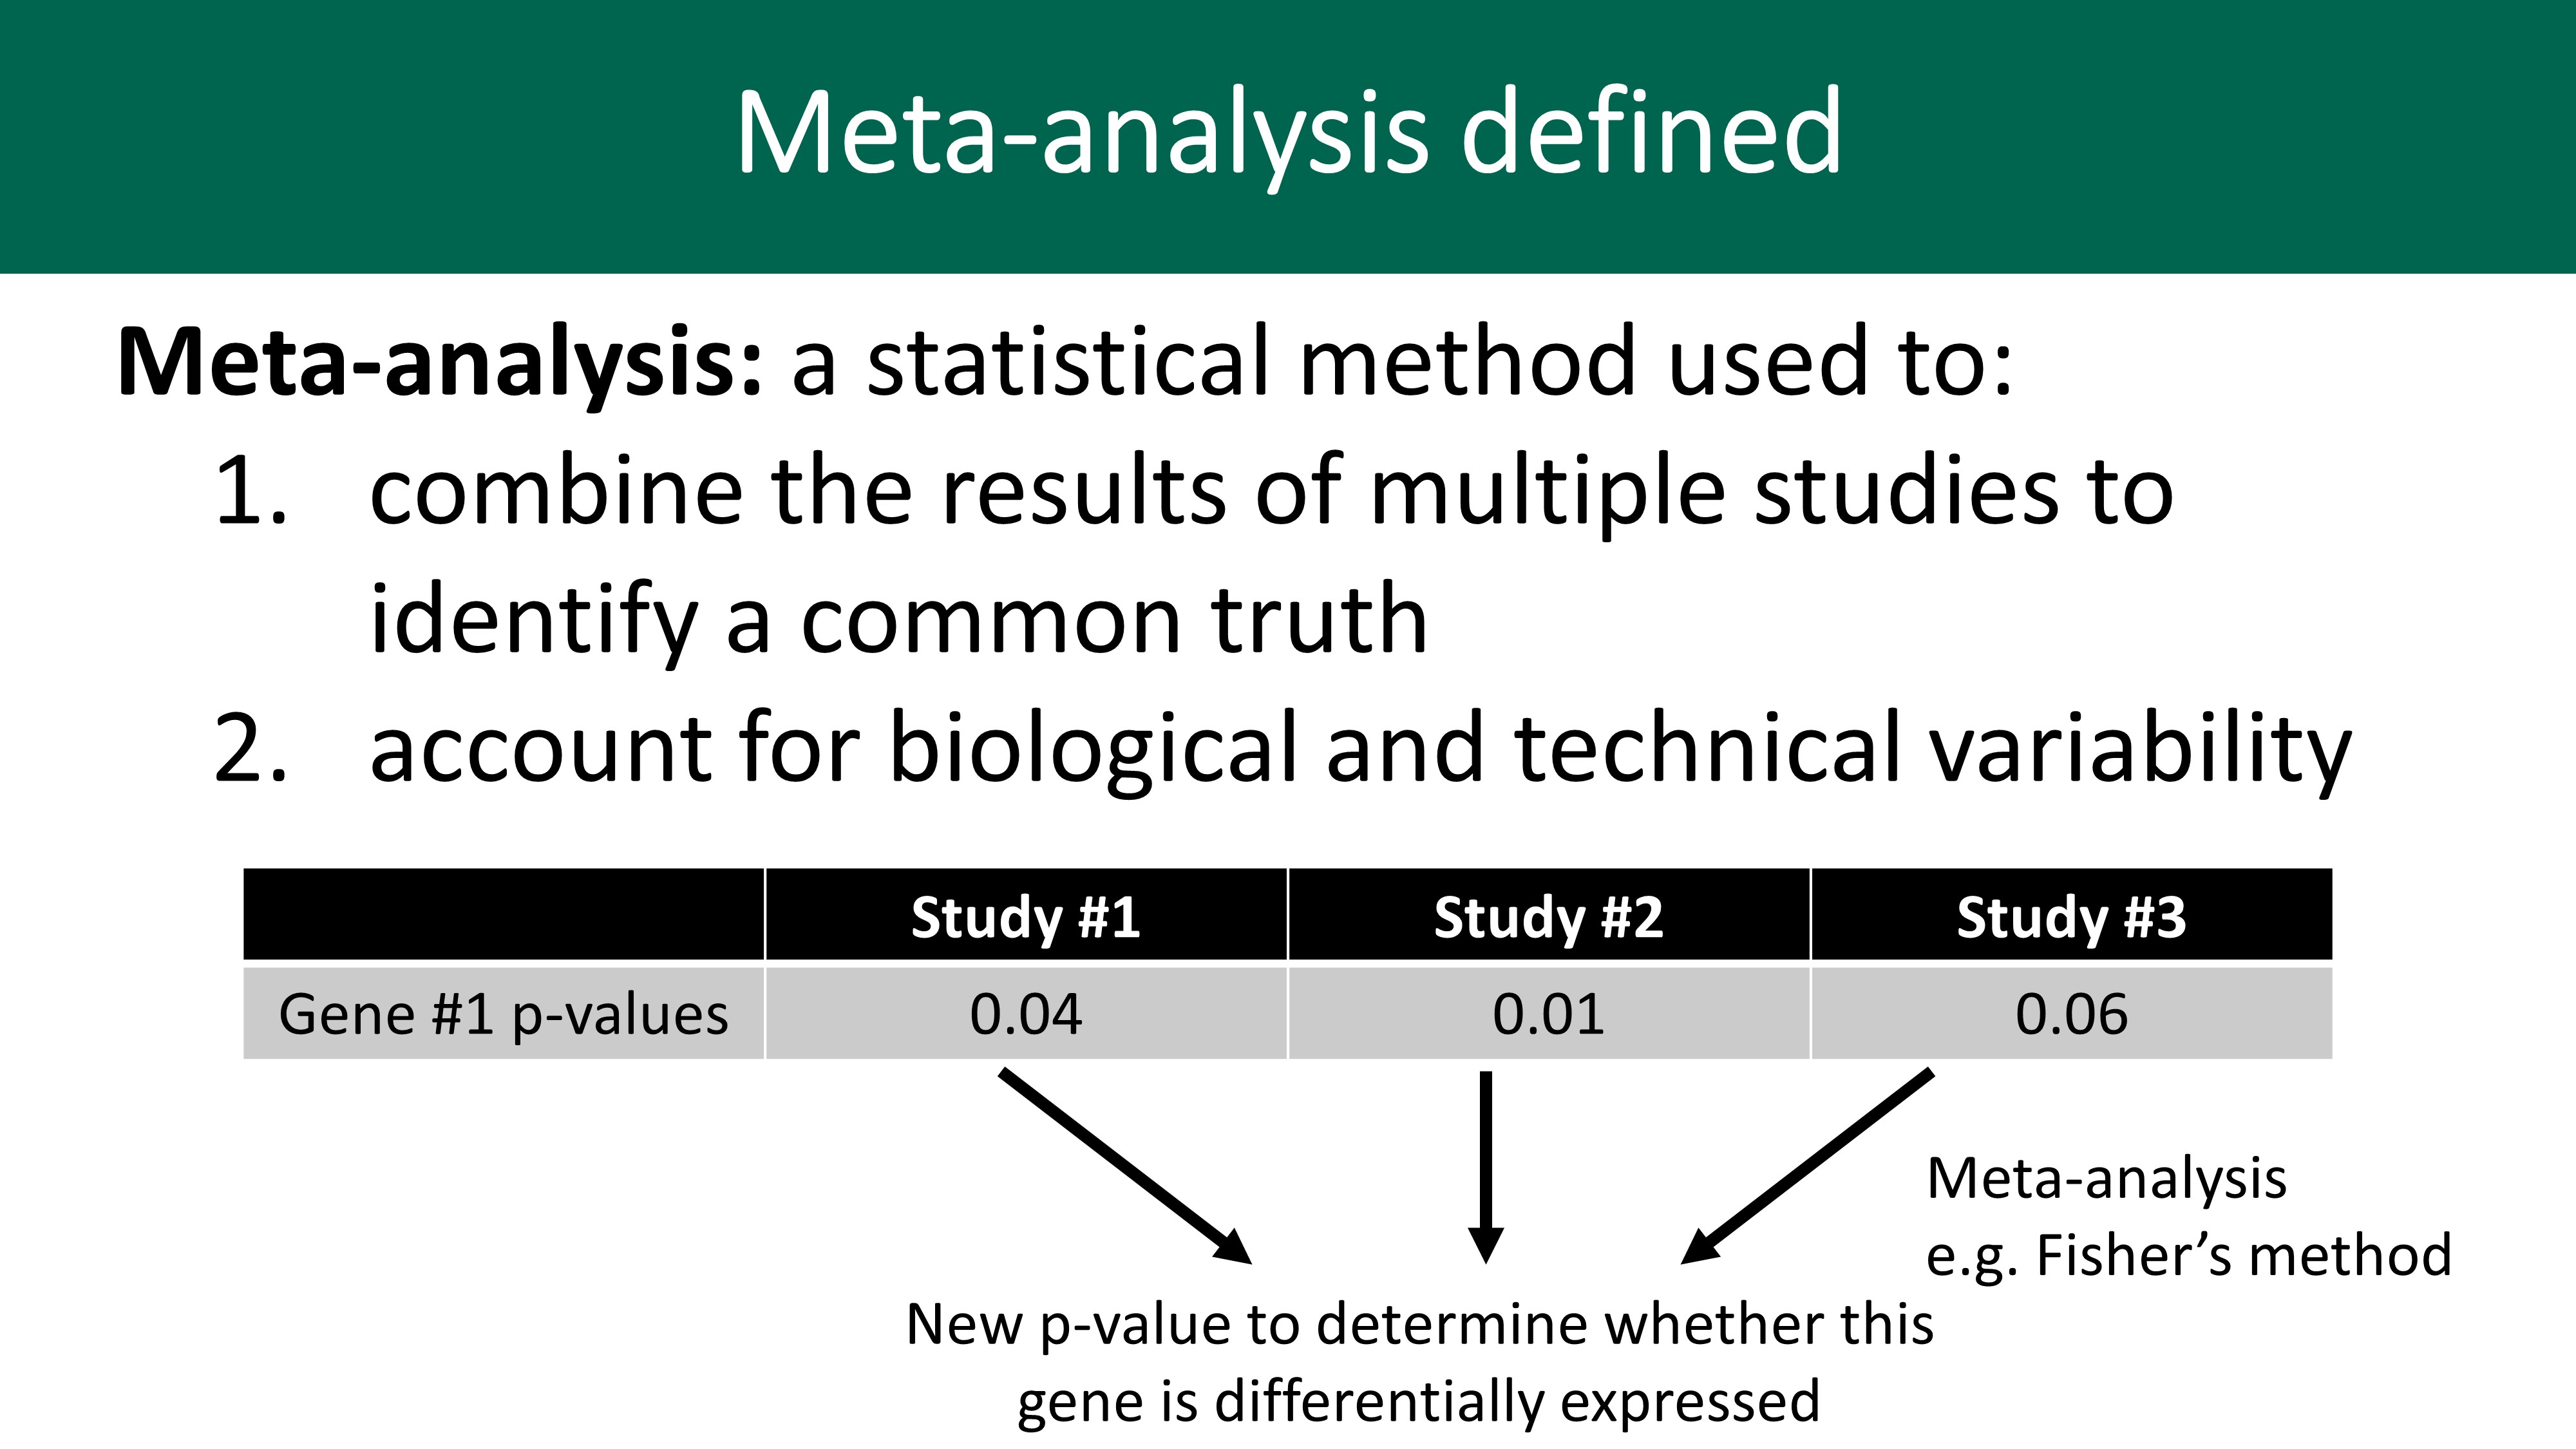 Meta-analysis defined
Meta-analysis: a statistical method used to:
1. combine the results of multiple studies to
identify a common truth
2. account for biological and technical variability
Study #1 Study #2 Study #3
Gene #1 p-values 0.04 0.01 0.06
Meta-analysis
e.g. Fisher’s method
New p-value to determine whether this
gene is differentially expressed